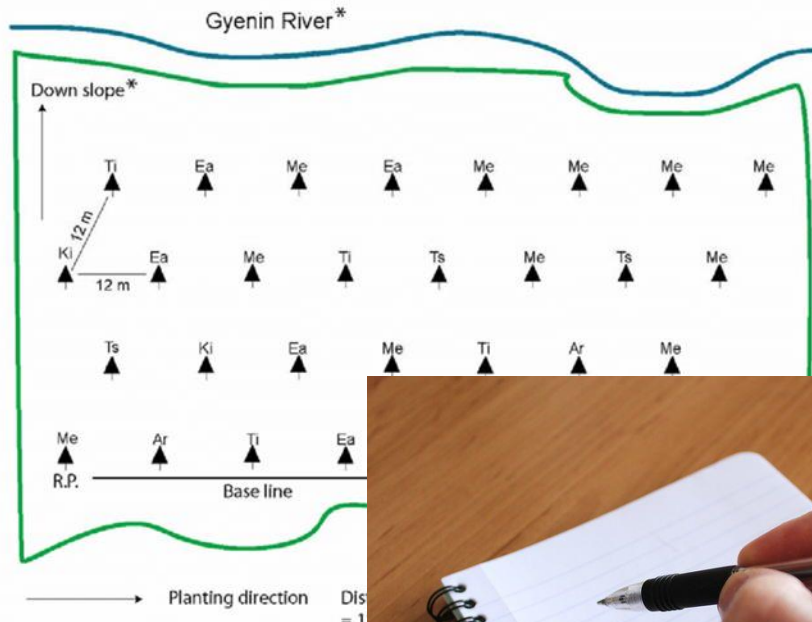 Gyenin River*
Down slope*
Ti Ea Me Ea Me Me Me Me
12 m
Ki Ea Me Ti Ts Me Ts Me
12 m
Ts Ki Ea Me Ti Ar Me
Me Ar Ti Ea
R.P.
Base line
Planting direction
= 1